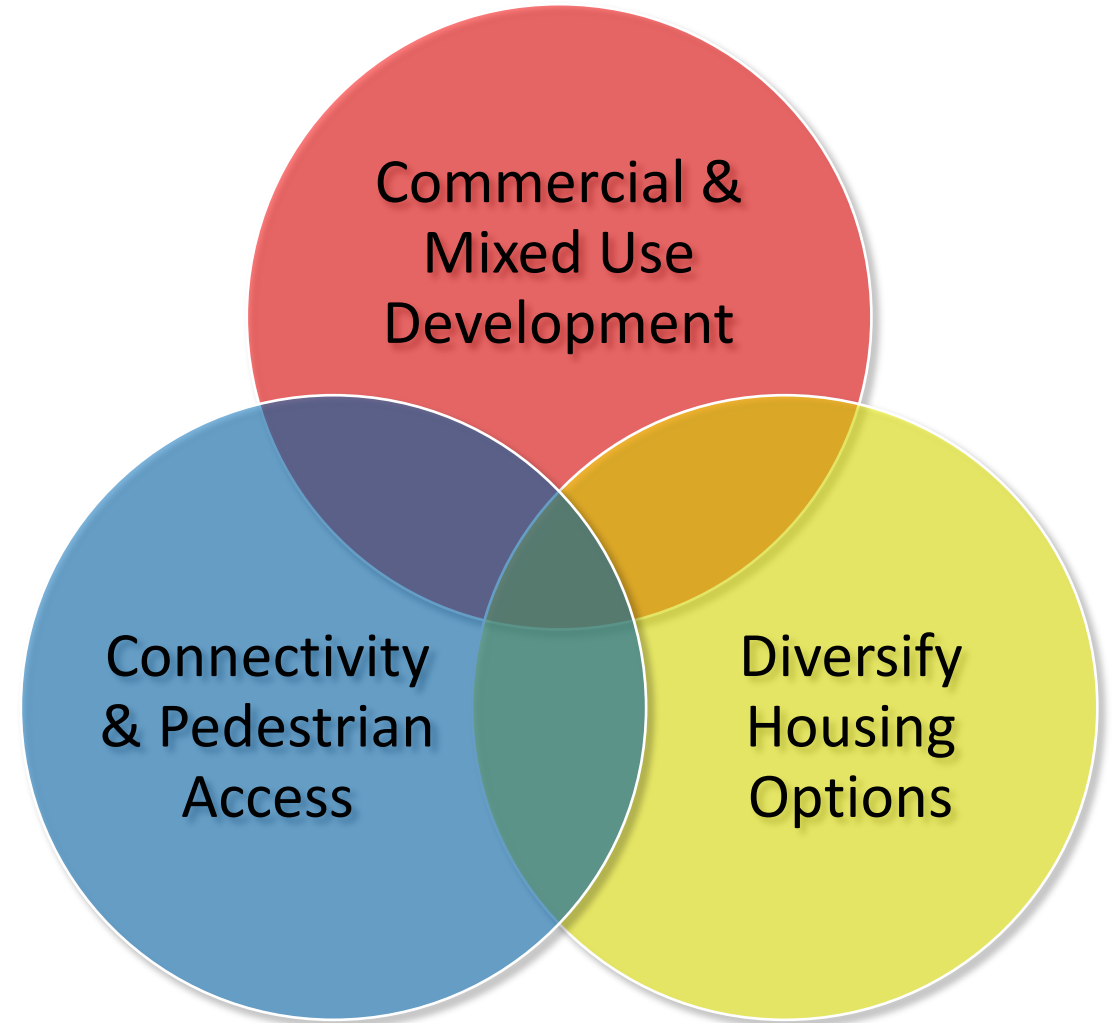 Commercial &
Mixed Use
Development
Connectivity
& Pedestrian
Access
Diversify
Housing
Options